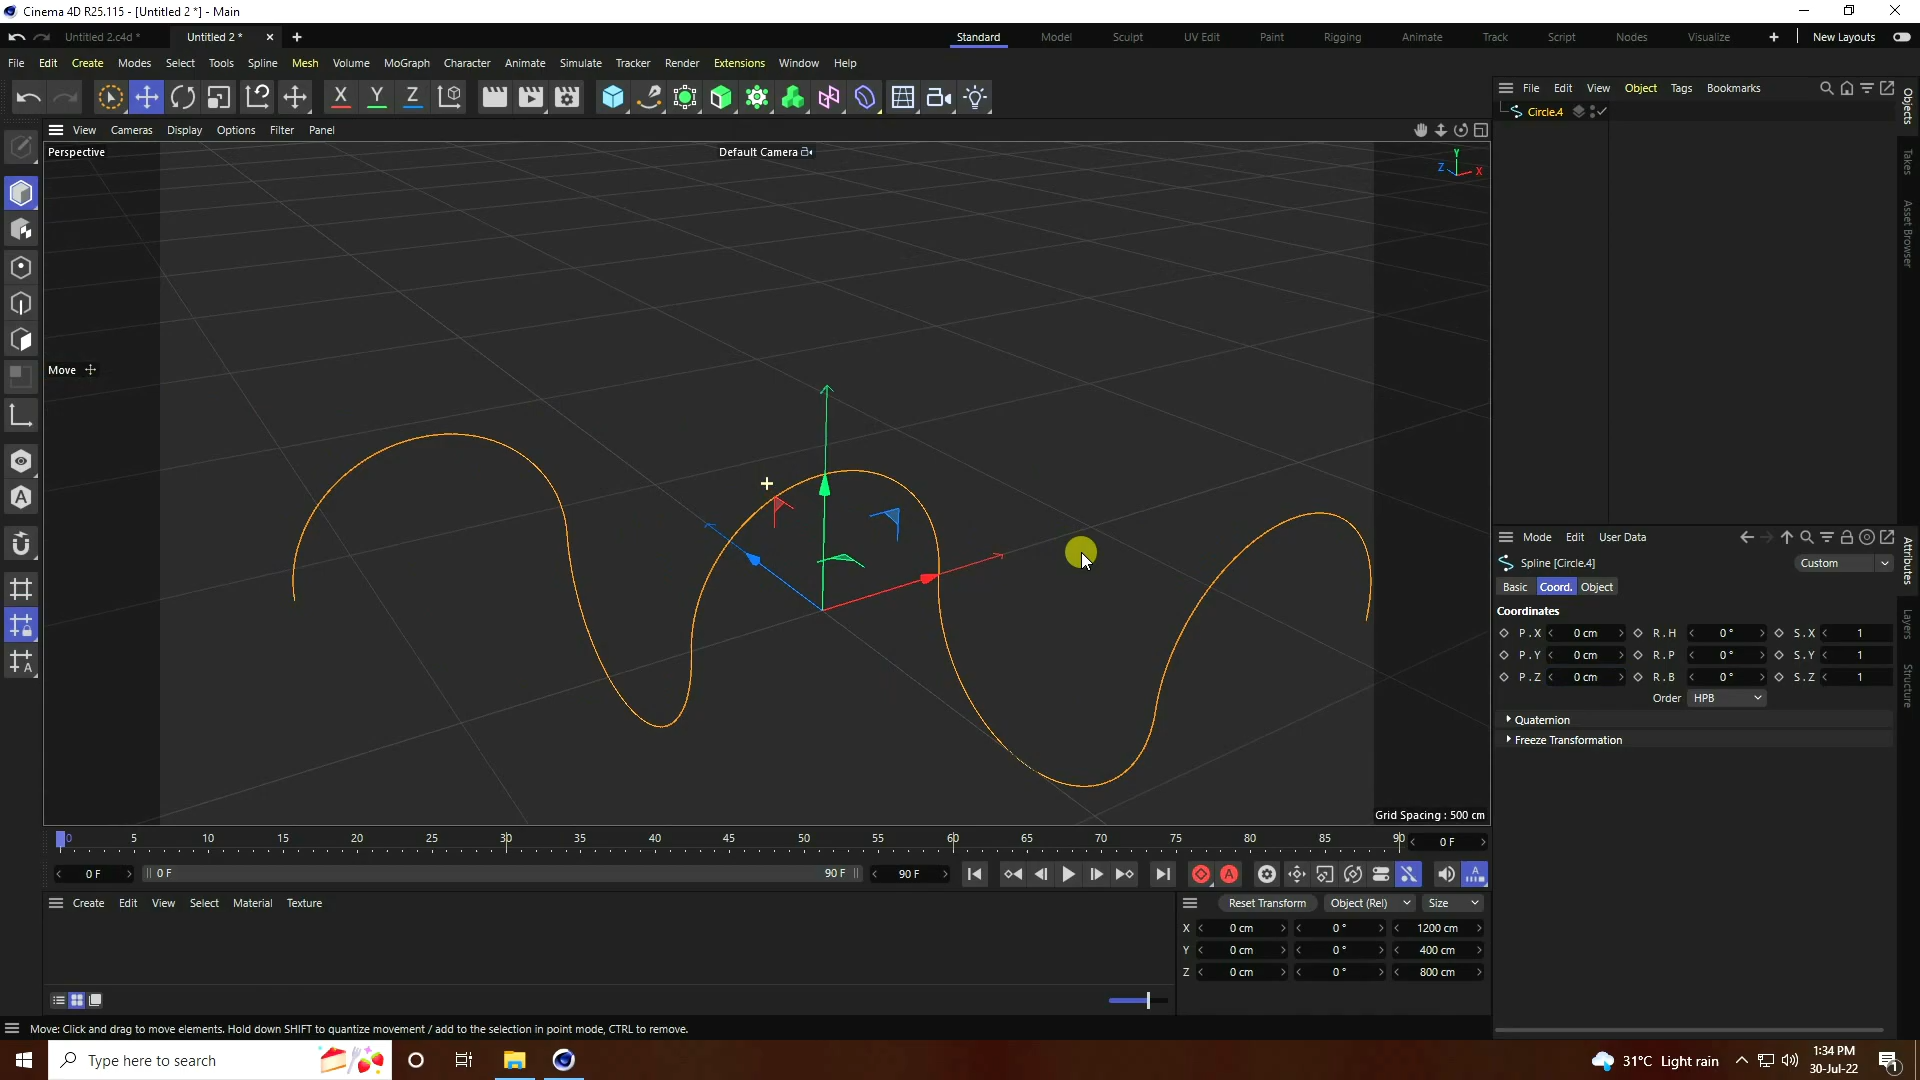 Cinema 4D R25.115 - [Untitled 2 *] - Main
Untitled 2.c4d *
Untitled 2 *
Standard Model Sculpt UV Edit Paint Rigging Animate Track Script Nodes Visualize New Layouts
File Edit Create Modes Select Tools Spline Mesh Volume MoGraph Character Animate Simulate Tracker Render Extensions Window Help
X Y Z
File Edit View Object Tags Bookmarks
Circle.4
Objects
Takes
Asset Browser
View Cameras Display Options Filter Panel
Perspective
Default Camera
Y
Z
X
Move
Grid Spacing : 500 cm
Mode Edit User Data
Spline [Circle.4]
Custom
Basic Coord. Object
Coordinates
P . X 0 cm R . H 0 ° S . X 1
P . Y 0 cm R . P 0 ° S . Y 1
P . Z 0 cm R . B 0 ° S . Z 1
Order HPB
Quaternion
Freeze Transformation
Attributes
Layers
Structure
0 5 10 15 20 25 30 35 40 45 50 55 60 65 70 75 80 85 90 0 F
0 F 0 F 90 F 90 F
Create Edit View Select Material Texture
Reset Transform Object (Rel) Size
X 0 cm 0 ° 1200 cm
Y 0 cm 0 ° 400 cm
Z 0 cm 0 ° 800 cm
Move: Click and drag to move elements. Hold down SHIFT to quantize movement / add to the selection in point mode, CTRL to remove.
Type here to search
31°C Light rain
1:34 PM
30-Jul-22
1